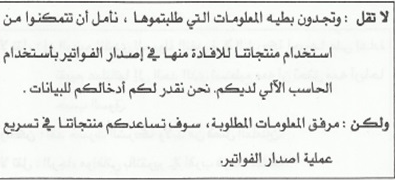 لا تقل : وتجدون بطيه المعلومات التي طلبتموها ، نأمل أن تتمكنوا من
استخدام منتجاتنا للافادة منها في إصدار الفواتير بأستخدام
الحاسب الآلي لديكم. نحن نقدر لكم أدخالكم للبيانات .
ولكن : مرفق المعلومات المطلوبة، سوف تساعدكم منتجاتنا في تسريع
عملية اصدار الفواتير.